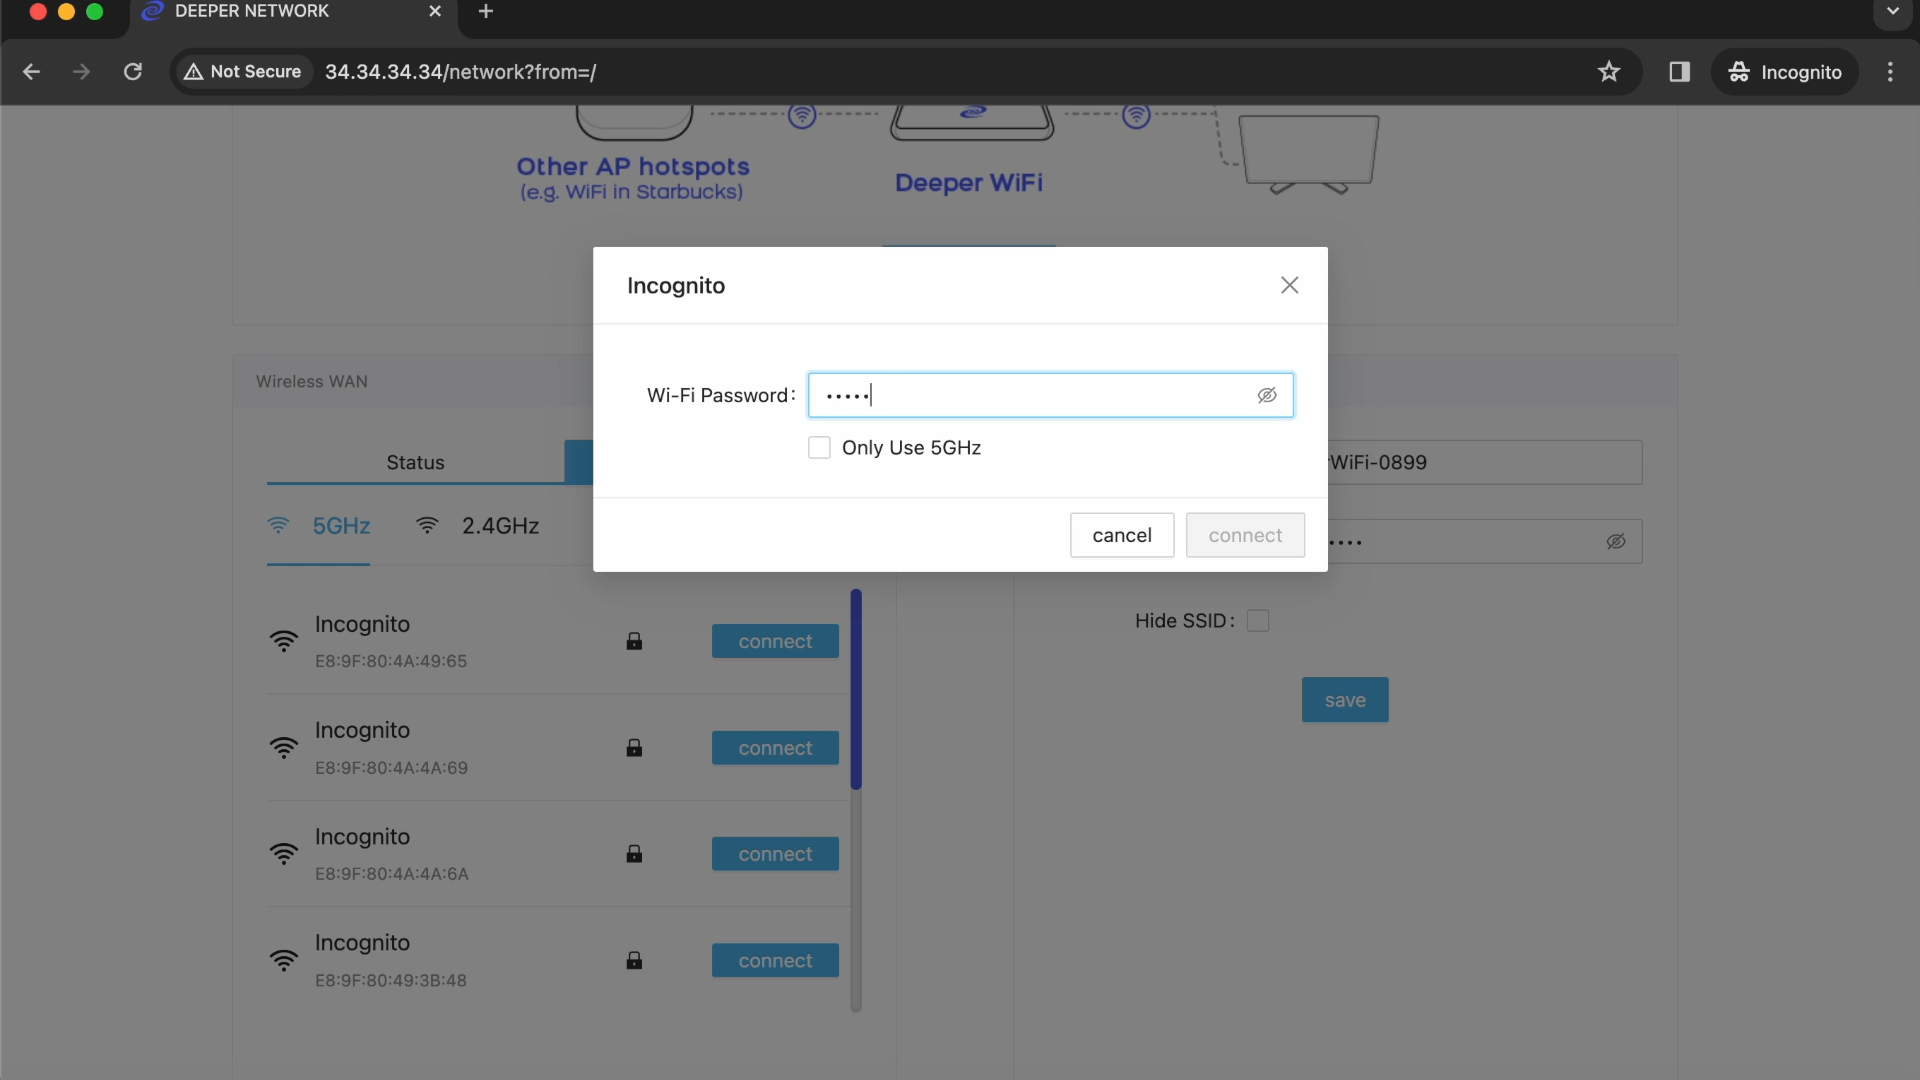 DEEPER NETWORK
Not Secure
34.34.34.34/network?from=/
Incognito
Other AP hotspots
(e.g. WiFi in Starbucks)
Deeper WiFi
Incognito
Wi-Fi Password:
Only Use 5GHz
cancel
connect
Wireless WAN
Status
5GHz
2.4GHz
Incognito
E8:9F:80:4A:49:65
connect
Incognito
E8:9F:80:4A:4A:69
connect
Incognito
E8:9F:80:4A:4A:6A
connect
Incognito
E8:9F:80:49:3B:48
connect
WiFi-0899
Hide SSID:
save